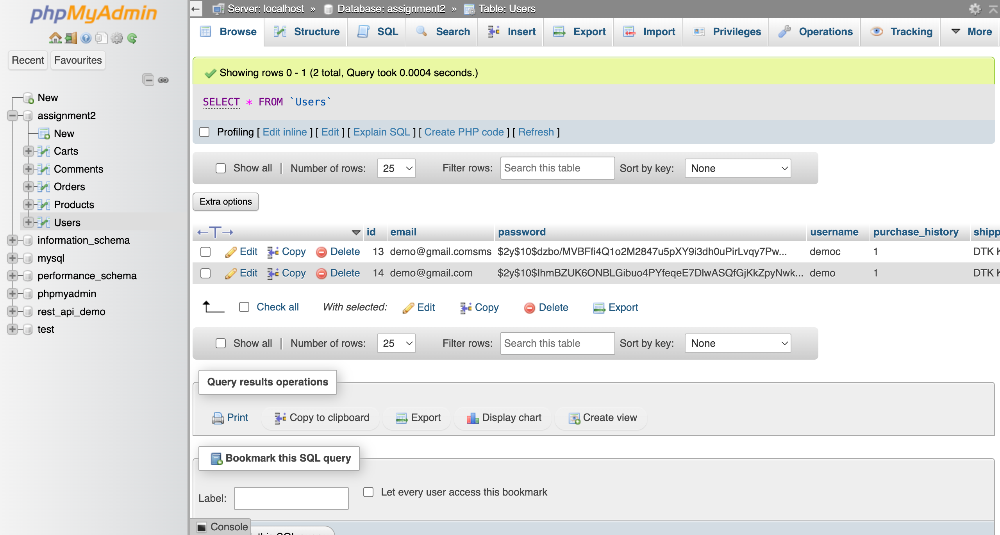 phpMyAdmin
Recent Favourites
New
assignment2
New
Carts
Comments
Orders
Products
Users
information_schema
mysql
performance_schema
phpmyadmin
rest_api_demo
test
Server: localhost » Database: assignment2 » Table: Users
Browse Structure SQL Search Insert Export Import Privileges Operations Tracking More
Showing rows 0 - 1 (2 total, Query took 0.0004 seconds.)
SELECT * FROM `Users`
Profiling [ Edit inline ] [ Edit ] [ Explain SQL ] [ Create PHP code ] [ Refresh ]
Show all | Number of rows: 25 Filter rows: Search this table Sort by key: None
Extra options
←T→ id email password username purchase_history shipp
Edit Copy Delete 13 demo@gmail.comsms $2y$10$dzbo/MVBFfi4Q1o2M2847u5pXY9i3dh0uPirLvqy7Pw... democ 1 DTK K
Edit Copy Delete 14 demo@gmail.com $2y$10$IhmBZUK6ONBLGibuo4PYfeqeE7DlwASQfGjKkZpyNwk... demo 1 DTK K
Check all With selected: Edit Copy Delete Export
Show all | Number of rows: 25 Filter rows: Search this table Sort by key: None
Query results operations
Print Copy to clipboard Export Display chart Create view
Bookmark this SQL query
Label: Let every user access this bookmark
Console